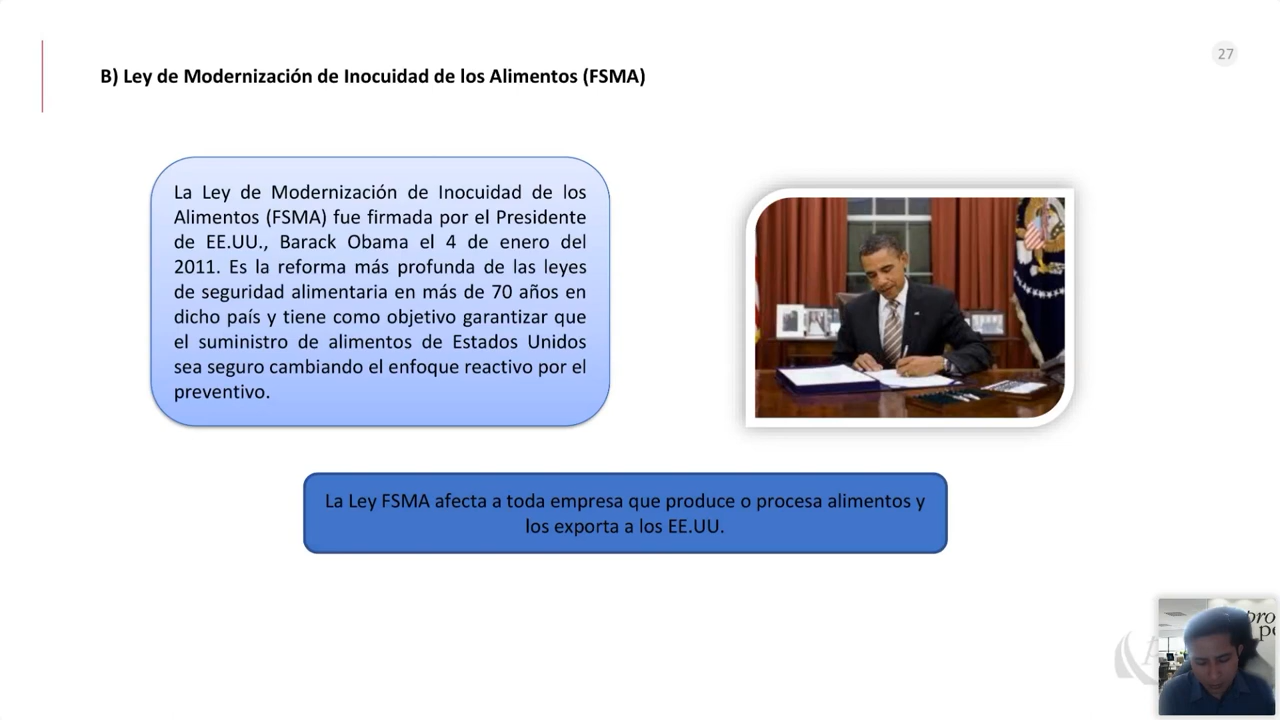 27
B) Ley de Modernización de Inocuidad de los Alimentos (FSMA)
La Ley de Modernización de Inocuidad de los
Alimentos (FSMA) fue firmada por el Presidente
de EE.UU., Barack Obama el 4 de enero del
2011. Es la reforma más profunda de las leyes
de seguridad alimentaria en más de 70 años en
dicho país y tiene como objetivo garantizar que
el suministro de alimentos de Estados Unidos
sea seguro cambiando el enfoque reactivo por el
preventivo.
La Ley FSMA afecta a toda empresa que produce o procesa alimentos y
los exporta a los EE.UU.